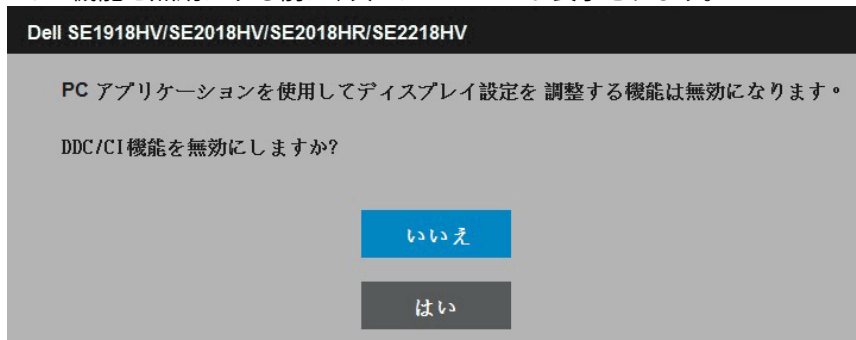 Dell SE1918HV/SE2018HV/SE2018HR/SE2218HV
PC アプリケーションを使用してディスプレイ設定を 調整する機能は無効になります。
DDC/CI機能を無効にしますか?
いいえ
はい